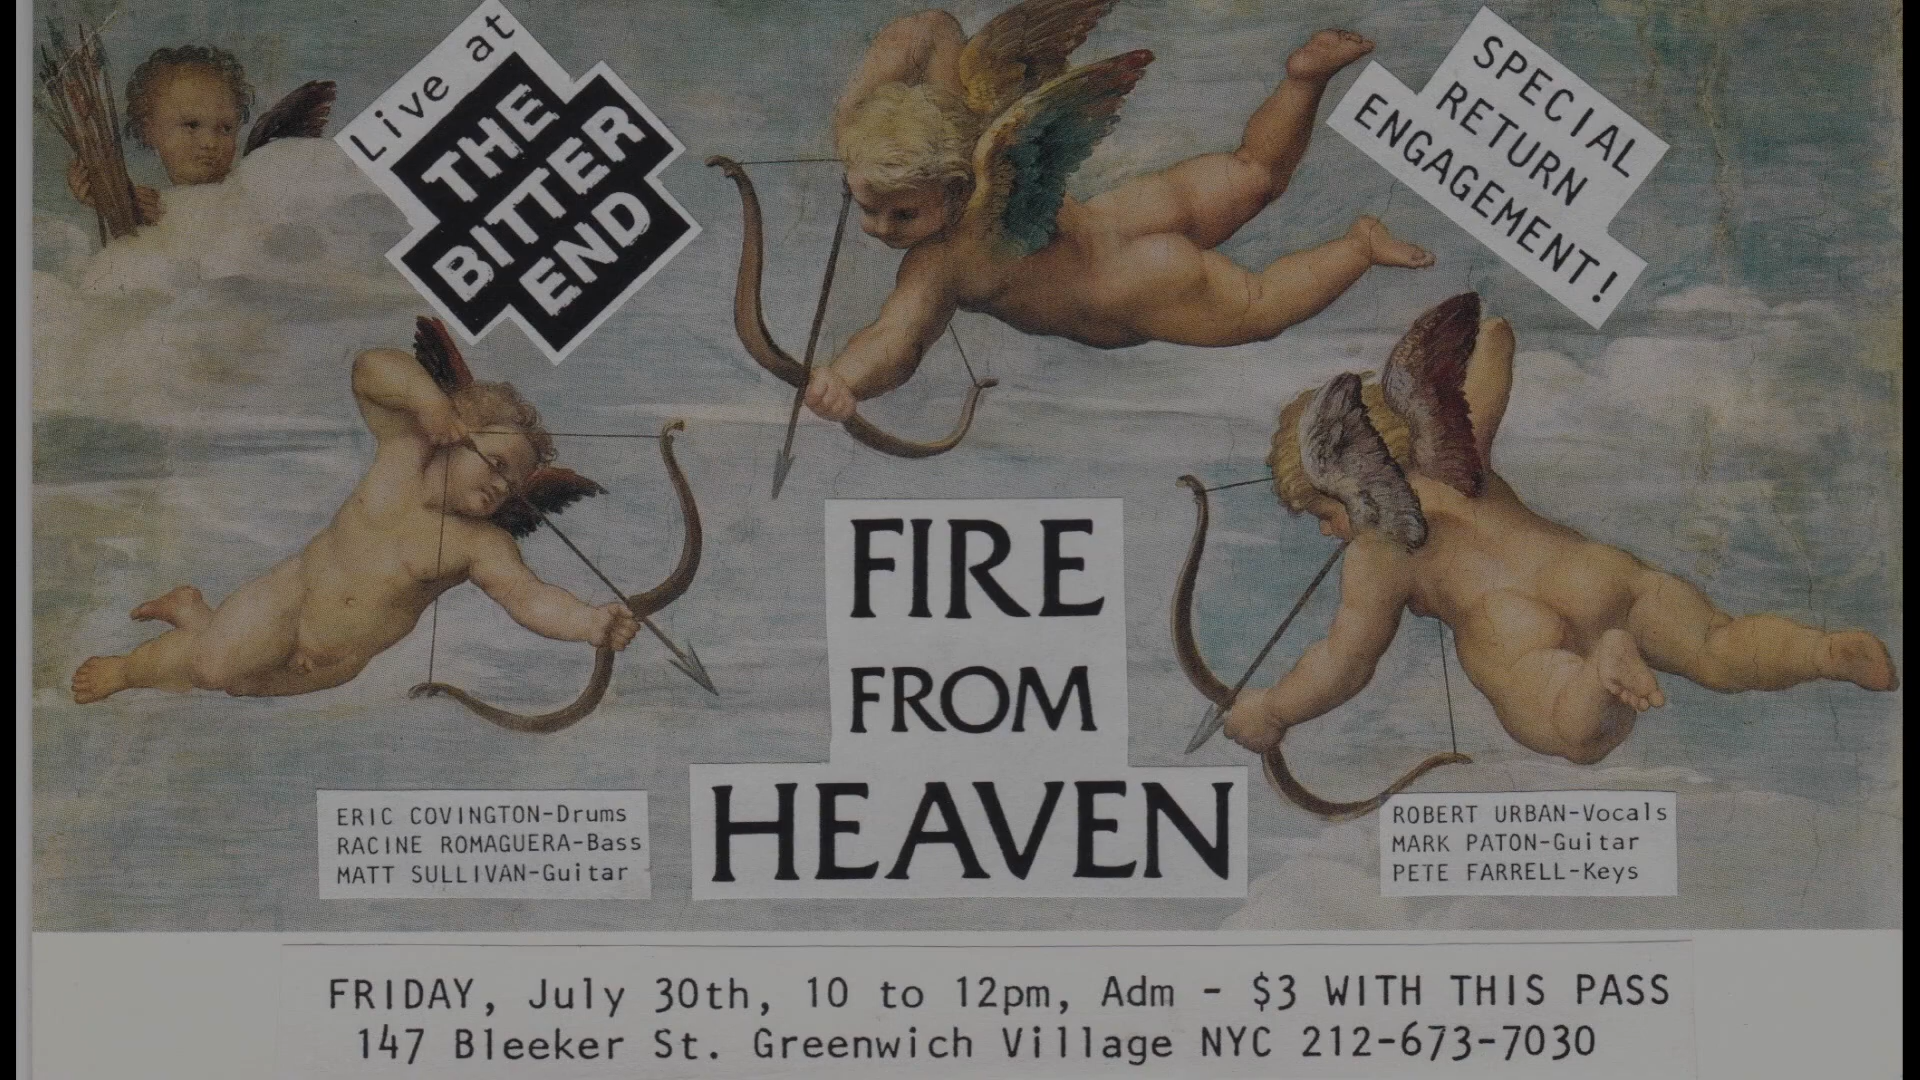 Live at
THE
BITTER
END
SPECIAL
RETURN
ENGAGEMENT!
FIRE
FROM
HEAVEN
ERIC COVINGTON-Drums
RACINE ROMAGUERA-Bass
MATT SULLIVAN-Guitar
ROBERT URBAN-Vocals
MARK PATON-Guitar
PETE FARRELL-Keys
FRIDAY, July 30th, 10 to 12pm, Adm - $3 WITH THIS PASS
147 Bleeker St. Greenwich Village NYC 212-673-7030